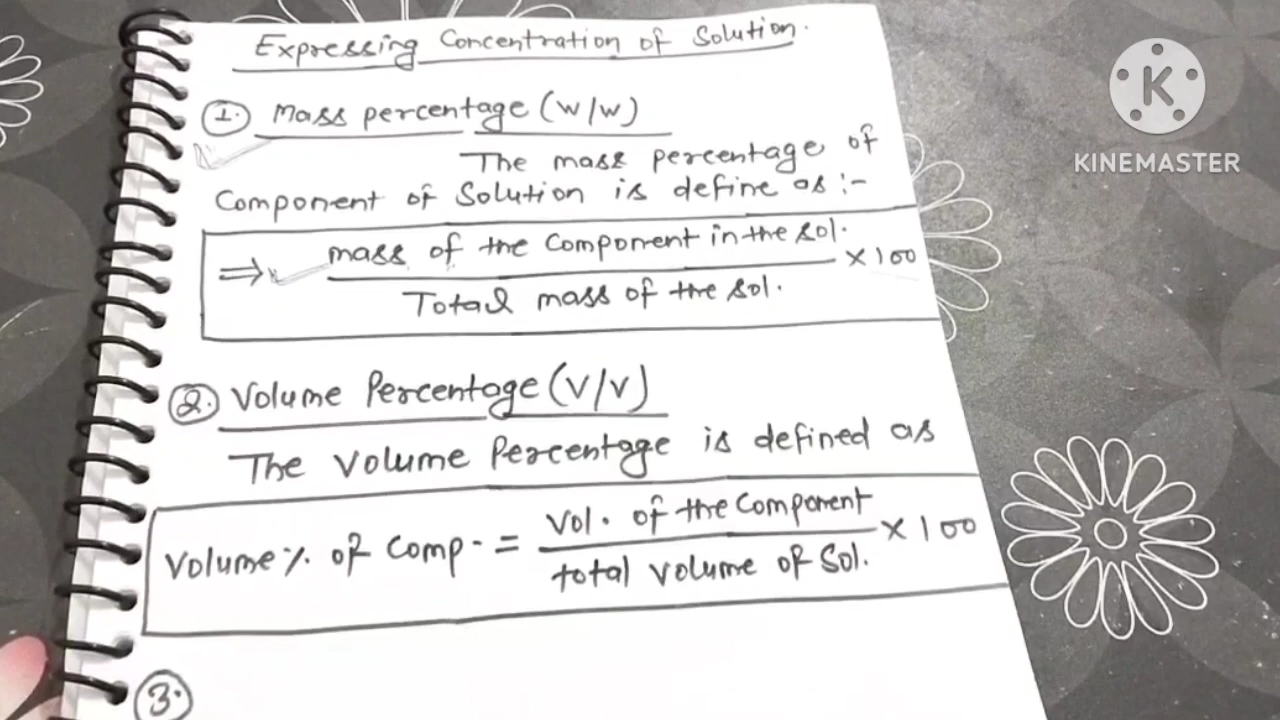 Expressing Concentration of Solution.
1. Mass percentage (w/w)
The mass percentage of
Component of Solution is define as :-
⇒ mass of the Component in the sol. × 100
Total mass of the sol.
2. Volume Percentage (V/V)
The Volume Percentage is defined as
Volume % of Comp. = Vol. of the Component × 100
total volume of Sol.
3.
K
KINEMASTER